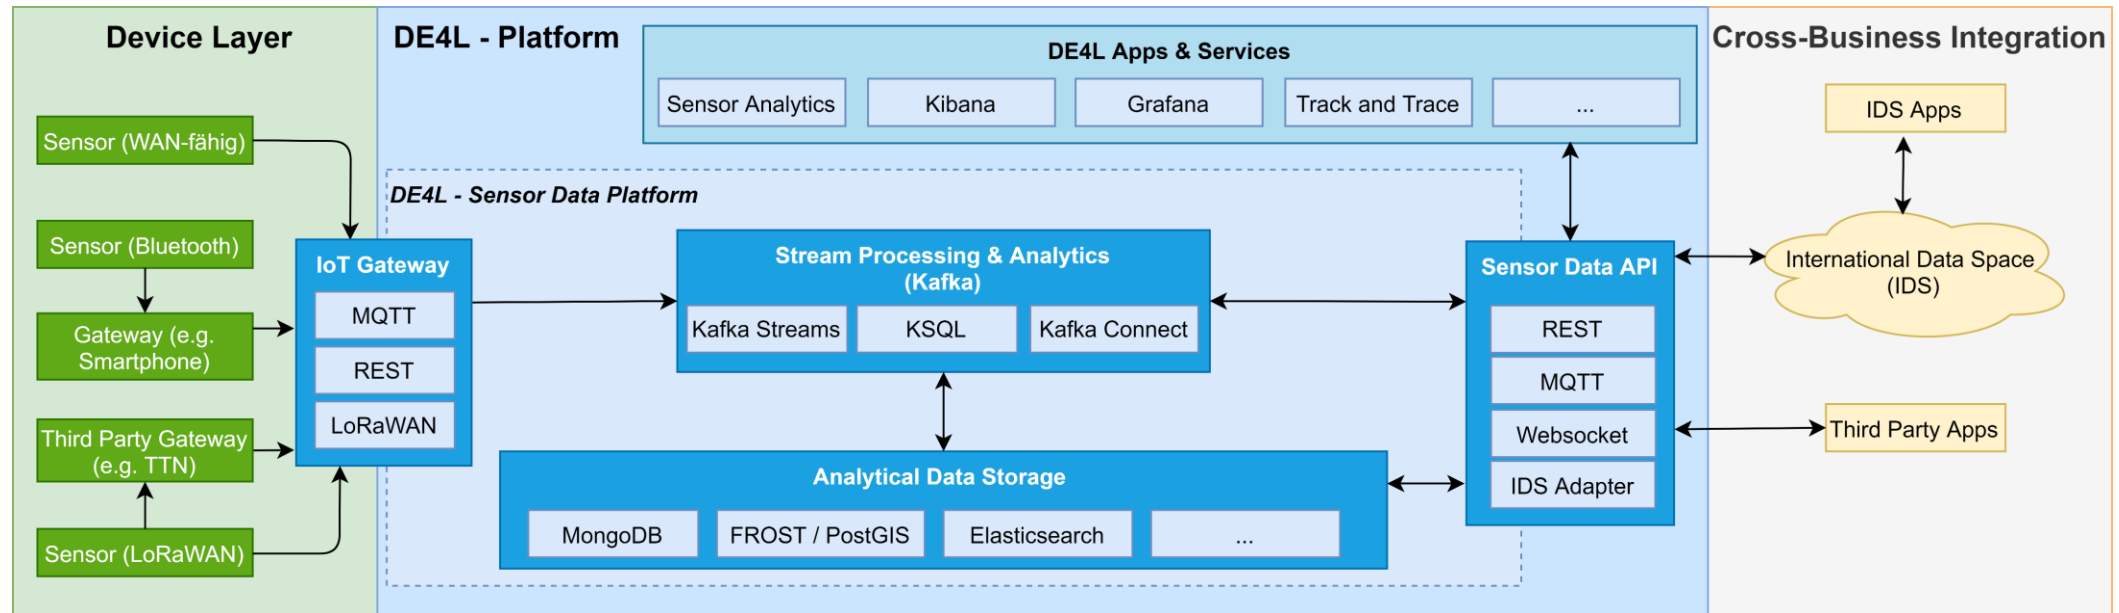 Device Layer
Sensor (WAN-fähig)
Sensor (Bluetooth)
Gateway (e.g.
Smartphone)
Third Party Gateway
(e.g. TTN)
Sensor (LoRaWAN)
IoT Gateway
MQTT
REST
LoRaWAN
DE4L - Platform
DE4L Apps & Services
Sensor Analytics
Kibana
Grafana
Track and Trace
...
DE4L - Sensor Data Platform
Stream Processing & Analytics
(Kafka)
Kafka Streams
KSQL
Kafka Connect
Analytical Data Storage
MongoDB
FROST / PostGIS
Elasticsearch
...
Sensor Data API
REST
MQTT
Websocket
IDS Adapter
Cross-Business Integration
IDS Apps
International Data Space
(IDS)
Third Party Apps